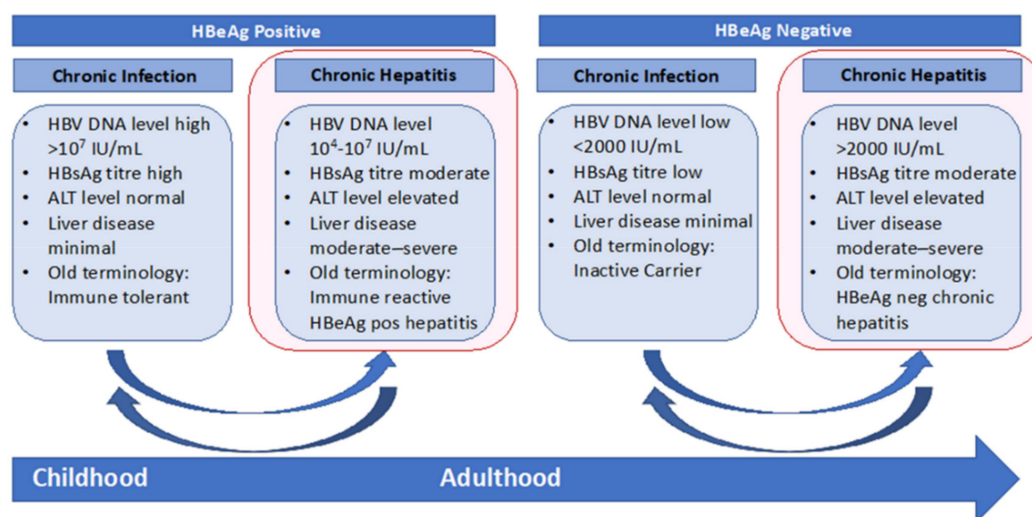 HBeAg Positive
HBeAg Negative
Chronic Infection
• HBV DNA level high
>10⁷ IU/mL
• HBsAg titre high
• ALT level normal
• Liver disease
minimal
• Old terminology:
Immune tolerant
Chronic Hepatitis
• HBV DNA level
10⁴-10⁷ IU/mL
• HBsAg titre moderate
• ALT level elevated
• Liver disease
moderate–severe
• Old terminology:
Immune reactive
HBeAg pos hepatitis
Chronic Infection
• HBV DNA level low
<2000 IU/mL
• HBsAg titre low
• ALT level normal
• Liver disease minimal
• Old terminology:
Inactive Carrier
Chronic Hepatitis
• HBV DNA level
>2000 IU/mL
• HBsAg titre moderate
• ALT level elevated
• Liver disease
moderate–severe
• Old terminology:
HBeAg neg chronic
hepatitis
Childhood
Adulthood